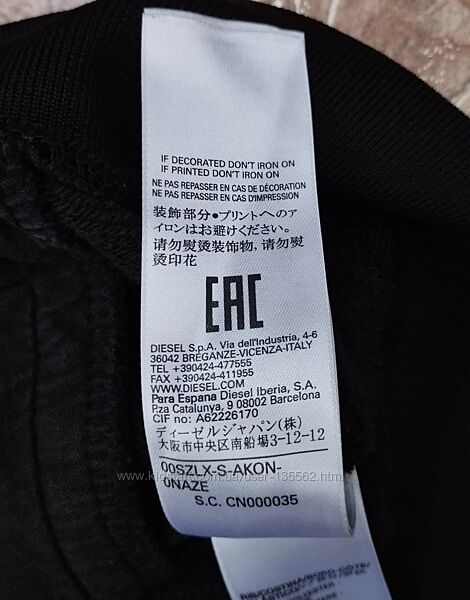 IF DECORATED DON'T IRON ON
IF PRINTED DON'T IRON ON
NE PAS REPASSER EN CAS DE DÉCORATION
NE PAS REPASSER EN CAS D'IMPRESSION
装飾部分•プリントへのア
イロンはお避けください。
请勿熨烫装饰物, 请勿熨
烫印花
EAC
DIESEL S.p.A. Via dell'Industria, 4-6
36042 BREGANZE-VICENZA-ITALY
TEL +390424-477555
FAX +390424-411955
WWW.DIESEL.COM
Para Espana Diesel Iberia, S.A.
P.za Catalunya, 9 08002 Barcelona
CIF no: A62226170
ディーゼルジャパン(株)
大阪市中央区南船場3-12-12
00SZLX-S-AKON-
0NAZE
S.C. CN000035
RIB/COSTINA/BORD-CÔTE/